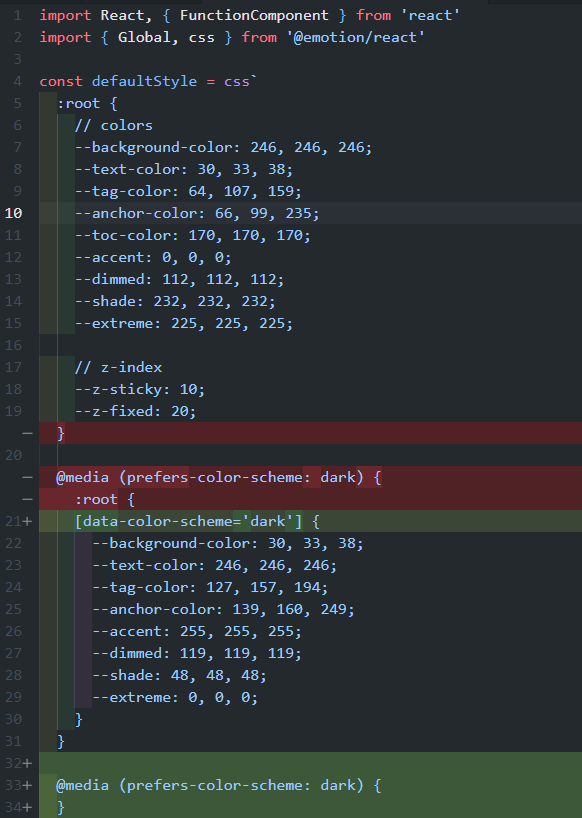 1 import React, { FunctionComponent } from 'react'
2 import { Global, css } from '@emotion/react'
3
4 const defaultStyle = css`
5 :root {
6 // colors
7 --background-color: 246, 246, 246;
8 --text-color: 30, 33, 38;
9 --tag-color: 64, 107, 159;
10 --anchor-color: 66, 99, 235;
11 --toc-color: 170, 170, 170;
12 --accent: 0, 0, 0;
13 --dimmed: 112, 112, 112;
14 --shade: 232, 232, 232;
15 --extreme: 225, 225, 225;
16
17 // z-index
18 --z-sticky: 10;
19 --z-fixed: 20;
− }
20
− @media (prefers-color-scheme: dark) {
− :root {
21+ [data-color-scheme='dark'] {
22 --background-color: 30, 33, 38;
23 --text-color: 246, 246, 246;
24 --tag-color: 127, 157, 194;
25 --anchor-color: 139, 160, 249;
26 --accent: 255, 255, 255;
27 --dimmed: 119, 119, 119;
28 --shade: 48, 48, 48;
29 --extreme: 0, 0, 0;
30 }
31 }
32+
33+ @media (prefers-color-scheme: dark) {
34+ }